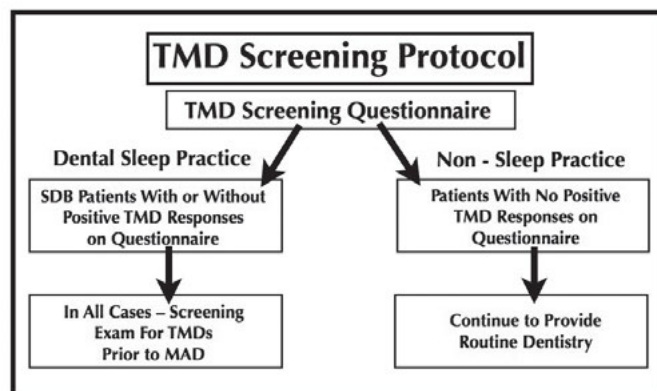 TMD Screening Protocol
TMD Screening Questionnaire
Dental Sleep Practice
SDB Patients With or Without
Positive TMD Responses
on Questionnaire
In All Cases – Screening
Exam For TMDs
Prior to MAD
Non - Sleep Practice
Patients With No Positive
TMD Responses on
Questionnaire
Continue to Provide
Routine Dentistry